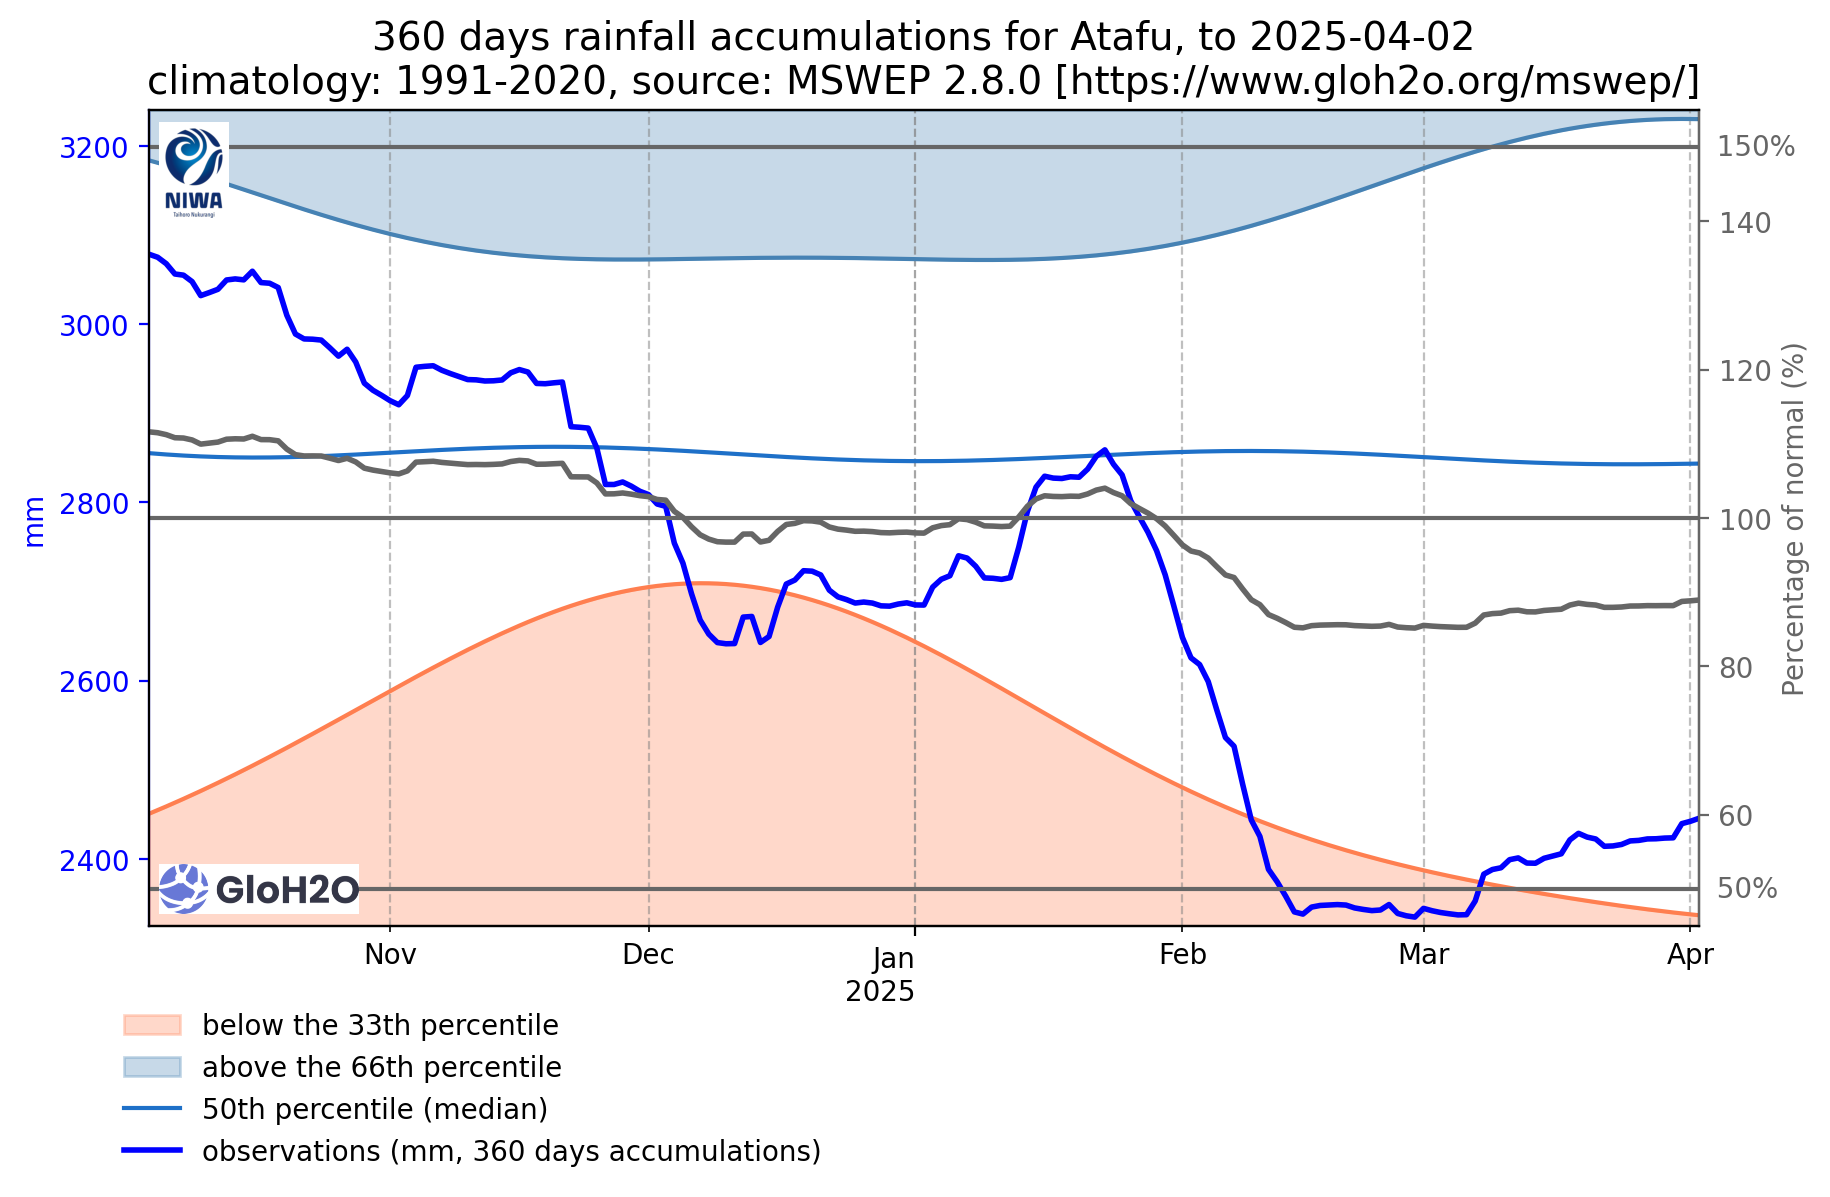 360 days rainfall accumulations for Atafu, to 2025-04-02
climatology: 1991-2020, source: MSWEP 2.8.0 [https://www.gloh2o.org/mswep/]
3200
3000
2800
2600
2400
mm
150%
140
120
100
80
60
50%
Percentage of normal (%)
NIWA
Taihoro Nukurangi
GloH2O
Nov
Dec
Jan
2025
Feb
Mar
Apr
below the 33th percentile
above the 66th percentile
50th percentile (median)
observations (mm, 360 days accumulations)